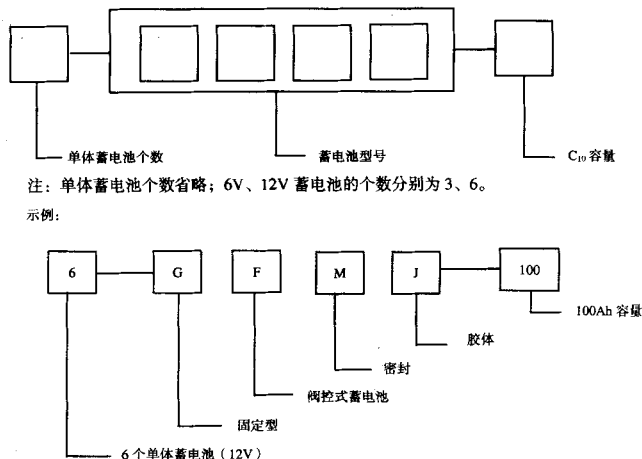 单体蓄电池个数
蓄电池型号
C₁₀ 容量
注：单体蓄电池个数省略；6V、12V 蓄电池的个数分别为 3、6。
示例：
6 G F M J 100
100Ah 容量
胶体
密封
阀控式蓄电池
固定型
6 个单体蓄电池（12V）